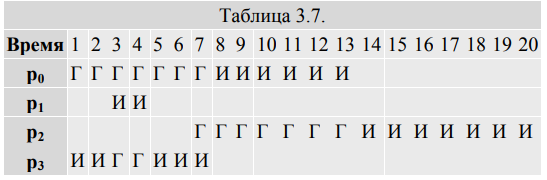 Таблица 3.7.
Время 1 2 3 4 5 6 7 8 9 10 11 12 13 14 15 16 17 18 19 20
p0 Г Г Г Г Г Г Г И И И И И И
p1 И И
p2 Г Г Г Г Г Г Г И И И И И И И
p3 И И Г Г И И И